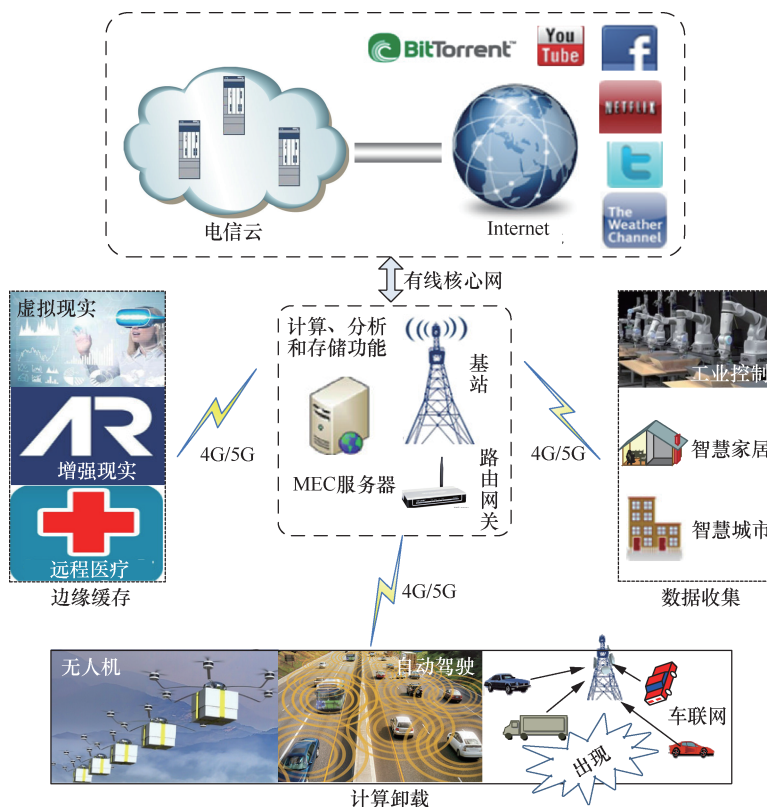 BitTorrent™
You
Tube
f
NETFLIX
t
The
Weather
Channel
电信云
Internet
有线核心网
虚拟现实
AR
增强现实
远程医疗
边缘缓存
4G/5G
计算、分析
和存储功能
基站
MEC服务器
路由网关
4G/5G
工业控制
智慧家居
智慧城市
数据收集
4G/5G
无人机
自动驾驶
车联网
出现
计算卸载